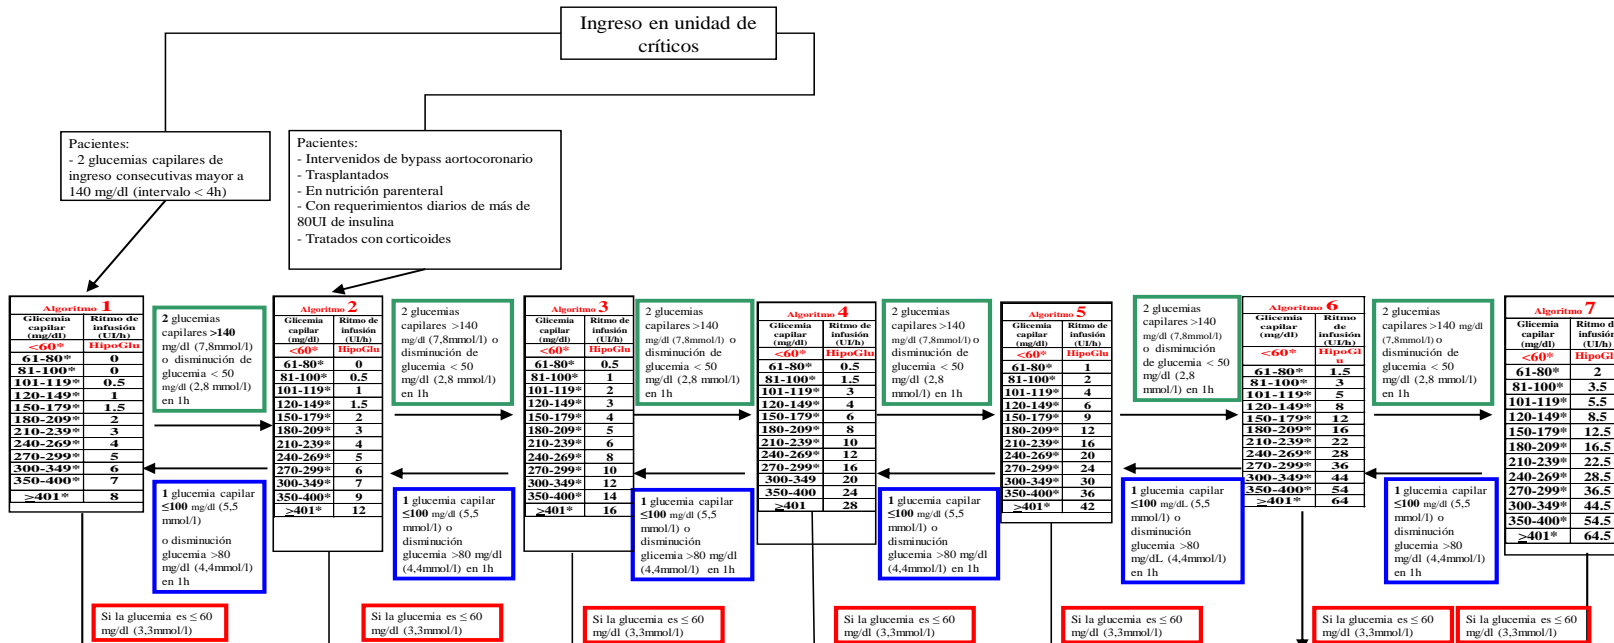 Ingreso en unidad de
críticos
Pacientes:
- 2 glucemias capilares de
ingreso consecutivas mayor a
140 mg/dl (intervalo < 4h)
Pacientes:
- Intervenidos de bypass aortocoronario
- Trasplantados
- En nutrición parenteral
- Con requerimientos diarios de más de
80UI de insulina
- Tratados con corticoides
Algoritmo 1
Glicemia capilar (mg/dl) Ritmo de infusión (UI/h)
<60* HipoGlu
61-80* 0
81-100* 0
101-119* 0.5
120-149* 1
150-179* 1.5
180-209* 2
210-239* 3
240-269* 4
270-299* 5
300-349* 6
350-400* 7
≥401* 8
2 glucemias
capilares >140
mg/dl (7,8mmol/l)
o disminución de
glucemia < 50
mg/dl (2,8 mmol/l)
en 1h
1 glucemia capilar
≤100 mg/dl (5,5
mmol/l)
o disminución
glucemia >80
mg/dl (4,4mmol/l)
en 1h
Algoritmo 2
Glicemia capilar (mg/dl) Ritmo de infusión (UI/h)
<60* HipoGlu
61-80* 0
81-100* 0.5
101-119* 1
120-149* 1.5
150-179* 2
180-209* 3
210-239* 4
240-269* 5
270-299* 6
300-349* 7
350-400* 9
≥401* 12
2 glucemias
capilares >140
mg/dl (7,8mmol/l) o
disminución de
glucemia < 50
mg/dl (2,8 mmol/l)
en 1h
1 glucemia capilar
≤100 mg/dl (5,5
mmol/l) o
disminución
glucemia >80 mg/dl
(4,4mmol/l) en 1h
Algoritmo 3
Glicemia capilar (mg/dl) Ritmo de infusión (UI/h)
<60* HipoGlu
61-80* 0.5
81-100* 1
101-119* 2
120-149* 3
150-179* 4
180-209* 5
210-239* 6
240-269* 8
270-299* 10
300-349* 12
350-400* 14
≥401* 16
2 glucemias
capilares >140
mg/dl (7,8mmol/l) o
disminución de
glucemia < 50
mg/dl (2,8 mmol/l)
en 1h
1 glucemia capilar
≤100 mg/dl (5,5
mmol/l) o
disminución
glicemia >80 mg/dl
(4,4mmol/l) en 1h
Algoritmo 4
Glicemia capilar (mg/dl) Ritmo de infusión (UI/h)
<60* HipoGlu
61-80* 0.5
81-100* 1.5
101-119* 3
120-149* 4
150-179* 6
180-209* 8
210-239* 10
240-269* 12
270-299* 16
300-349 20
350-400 24
≥401 28
2 glucemias
capilares >140
mg/dl (7,8mmol/l) o
disminución de
glucemia < 50
mg/dl (2,8
mmol/l) en 1h
1 glucemia capilar
≤100 mg/dl (5,5
mmol/l) o
disminución
glucemia >80 mg/dl
(4,4mmol/l) en 1h
Algoritmo 5
Glicemia capilar (mg/dl) Ritmo de infusión (UI/h)
<60* HipoGlu
61-80* 1
81-100* 2
101-119* 4
120-149* 6
150-179* 9
180-209* 12
210-239* 16
240-269* 20
270-299* 24
300-349* 30
350-400* 36
≥401* 42
2 glucemias
capilares >140
mg/dl (7,8mmol/l)
o disminución
de glucemia < 50
mg/dl (2,8
mmol/l) en 1h
1 glucemia capilar
≤100 mg/dL (5,5
mmol/l) o
disminución
glucemia >80
mg/dL (4,4mmol/l)
en 1h
Algoritmo 6
Glicemia capilar (mg/dl) Ritmo de infusión (UI/h)
<60* HipoGlu
61-80* 1.5
81-100* 3
101-119* 5
120-149* 8
150-179* 12
180-209* 16
210-239* 22
240-269* 28
270-299* 36
300-349* 44
350-400* 54
≥401* 64
2 glucemias
capilares >140 mg/dl
(7,8mmol/l) o
disminución de
glucemia < 50
mg/dl (2,8 mmol/l)
en 1h
1 glucemia capilar
≤100 mg/dl (5,5
mmol/l) o
disminución
glucemia >80
mg/dl (4,4mmol/l)
en 1h
Algoritmo 7
Glicemia capilar (mg/dl) Ritmo de infusión (UI/h)
<60* HipoGlu
61-80* 2
81-100* 3.5
101-119* 5.5
120-149* 8.5
150-179* 12.5
180-209* 16.5
210-239* 22.5
240-269* 28.5
270-299* 36.5
300-349* 44.5
350-400* 54.5
≥401* 64.5
Si la glucemia es ≤ 60
mg/dl (3,3mmol/l)
Si la glucemia es ≤ 60
mg/dl (3,3mmol/l)
Si la glucemia es ≤ 60
mg/dl (3,3mmol/l)
Si la glucemia es ≤ 60
mg/dl (3,3mmol/l)
Si la glucemia es ≤ 60
mg/dl (3,3mmol/l)
Si la glucemia es ≤ 60
mg/dl (3,3mmol/l)
Si la glucemia es ≤ 60
mg/dl (3,3mmol/l)